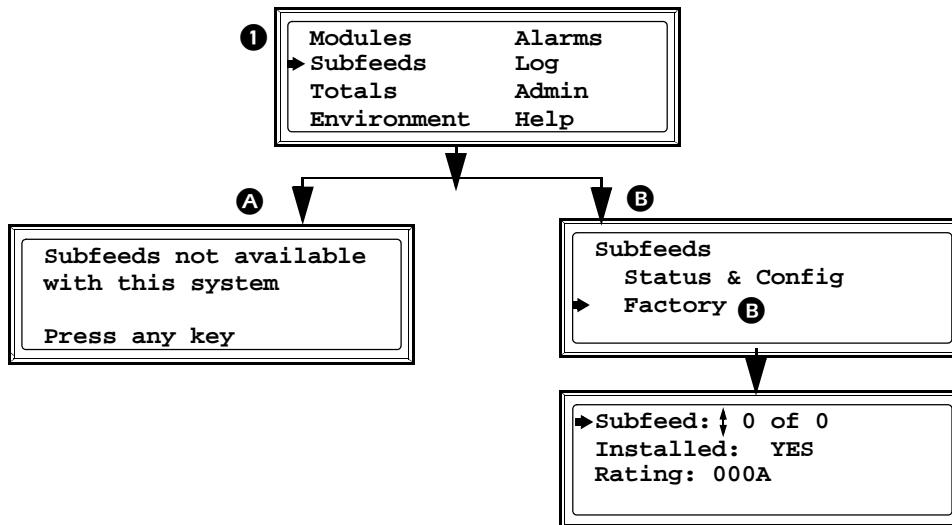 ❶
Modules Alarms
Subfeeds Log
Totals Admin
Environment Help
A
Subfeeds not available
with this system
Press any key
B
Subfeeds
Status & Config
Factory B
Subfeed: 0 of 0
Installed: YES
Rating: 000A